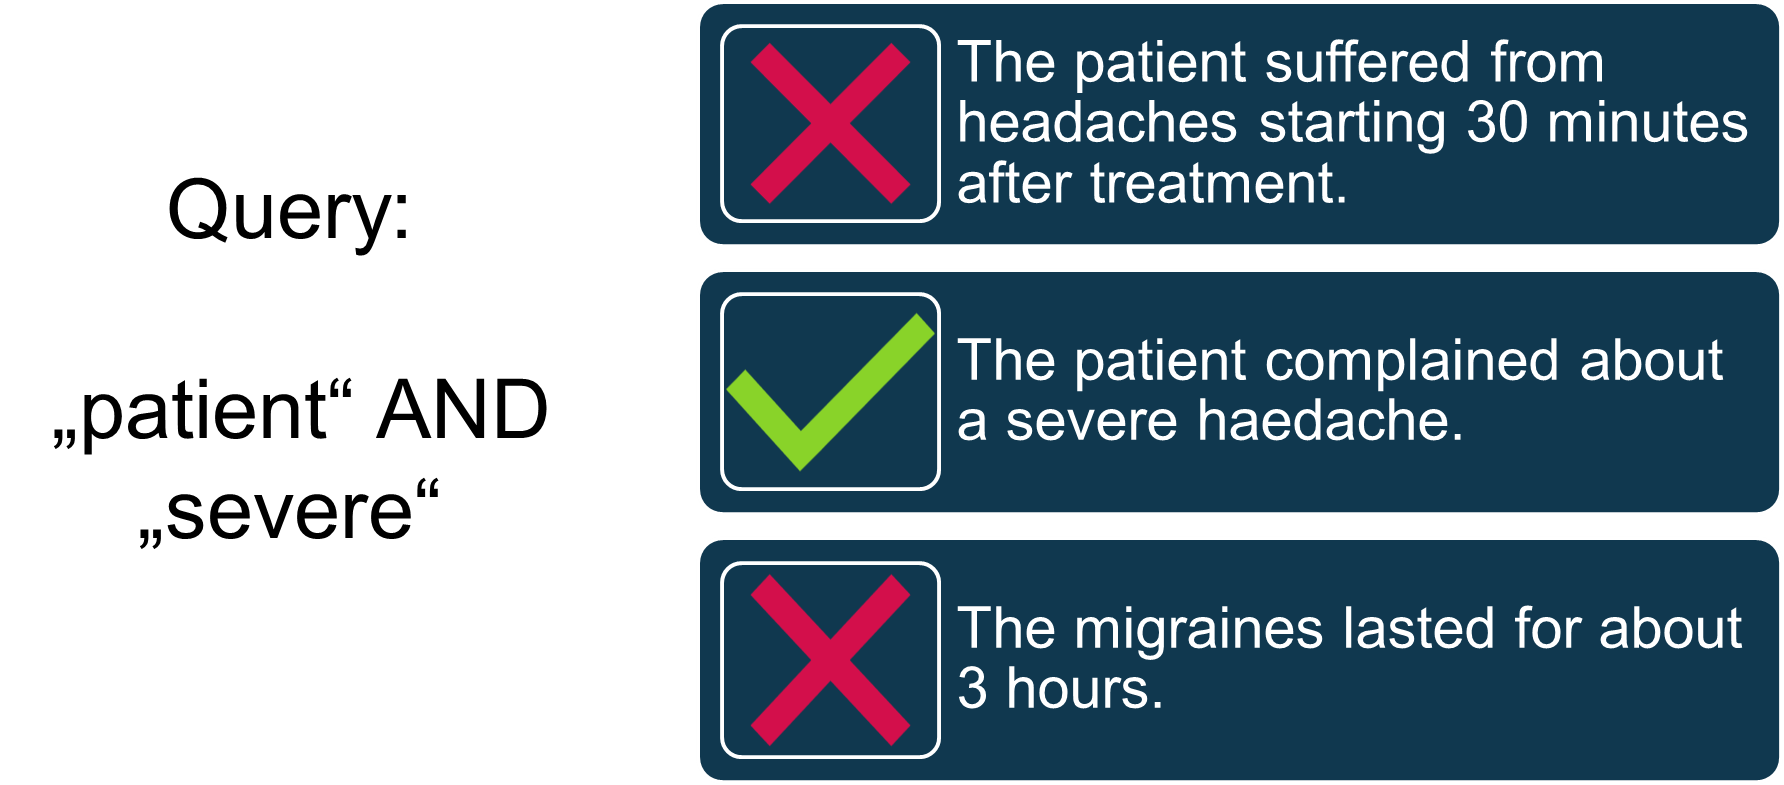 Query:
„patient“ AND
„severe“
The patient suffered from
headaches starting 30 minutes
after treatment.
The patient complained about
a severe haedache.
The migraines lasted for about
3 hours.